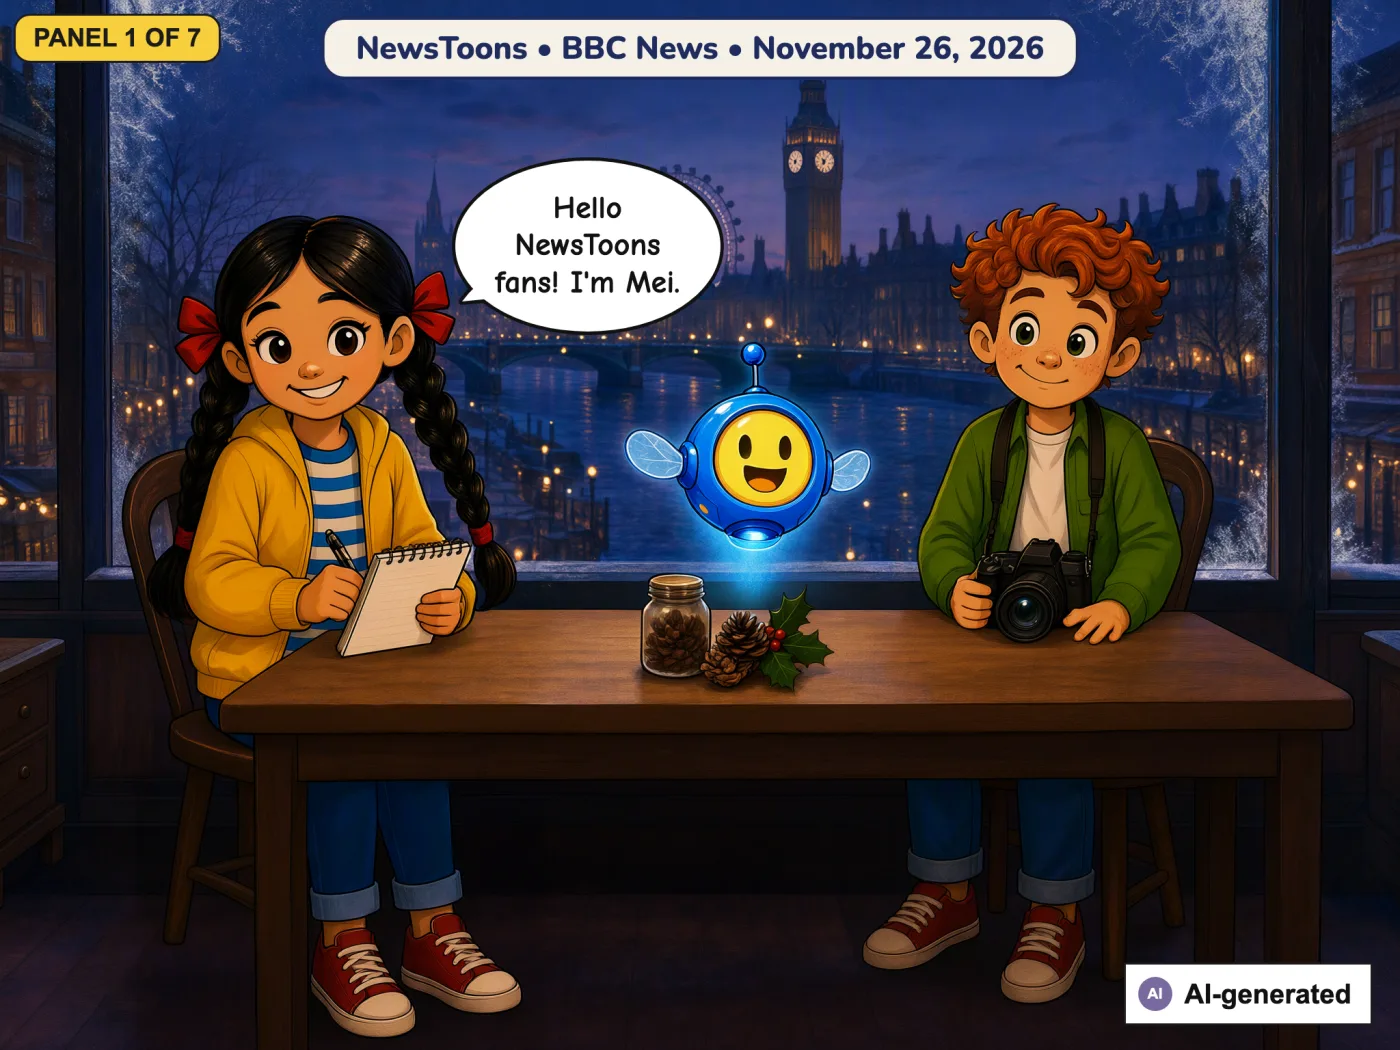 PANEL 1 OF 7
NewsToons • BBC News • November 26, 2026
Hello
NewsToons
fans! I'm Mei.
AI AI-generated